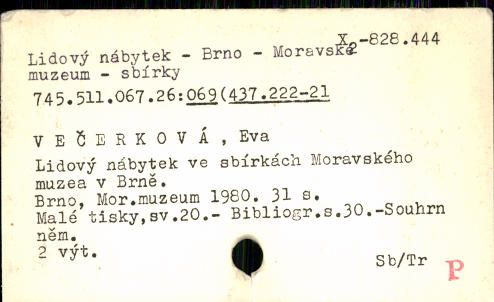 X2-828.444
Lidový nábytek - Brno - Moravské
muzeum - sbírky
745.511.067.26:069(437.222-21
V E Č E R K O V Á , Eva
Lidový nábytek ve sbírkách Moravského
muzea v Brně.
Brno, Mor.muzeum 1980. 31 s.
Malé tisky,sv.20.- Bibliogr.s.30.-Souhrn
něm.
2 výt.
Sb/Tr P